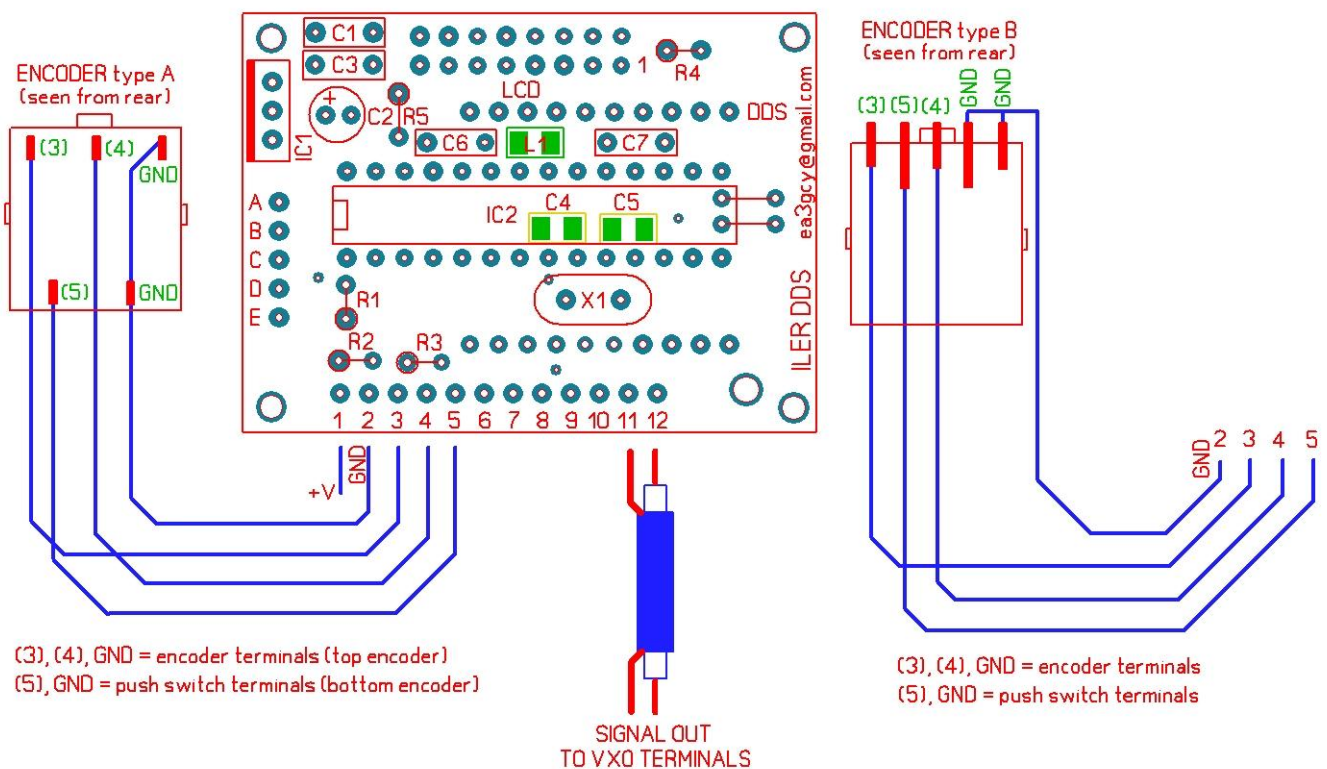 ENCODER type A
(seen from rear)
(3)
(4)
GND
(5)
GND
C1
C3
+
C2
IC1
R5
LCD
1
R4
DDS
C6
L1
C7
ea3gcy@gmail.com
A
B
C
D
E
IC2
C4
C5
R1
X1
R2
R3
ILER DDS
1 2 3 4 5 6 7 8 9 10 11 12
+V
GND
ENCODER type B
(seen from rear)
(3) (5) (4) GND GND
GND 2 3 4 5
(3), (4), GND = encoder terminals (top encoder)
(5), GND = push switch terminals (bottom encoder)
(3), (4), GND = encoder terminals
(5), GND = push switch terminals
SIGNAL OUT
TO VXO TERMINALS